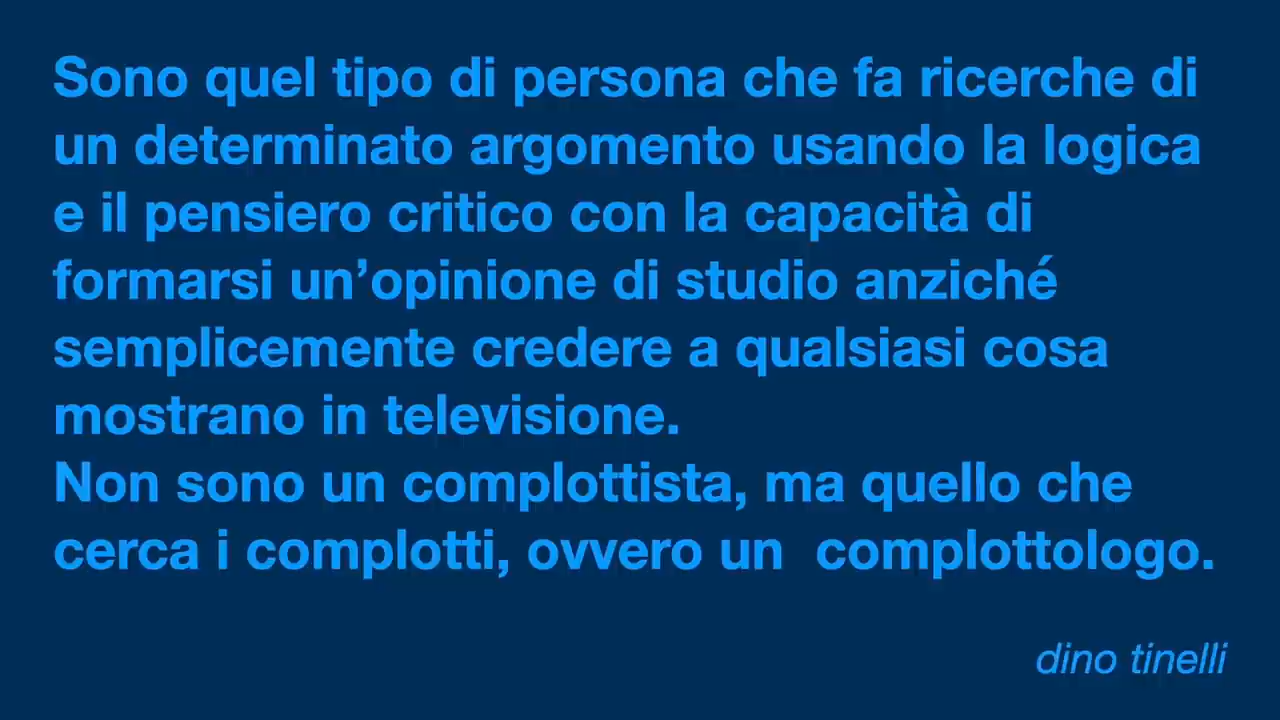 Sono quel tipo di persona che fa ricerche di
un determinato argomento usando la logica
e il pensiero critico con la capacità di
formarsi un’opinione di studio anziché
semplicemente credere a qualsiasi cosa
mostrano in televisione.
Non sono un complottista, ma quello che
cerca i complotti, ovvero un  complottologo.
dino tinelli